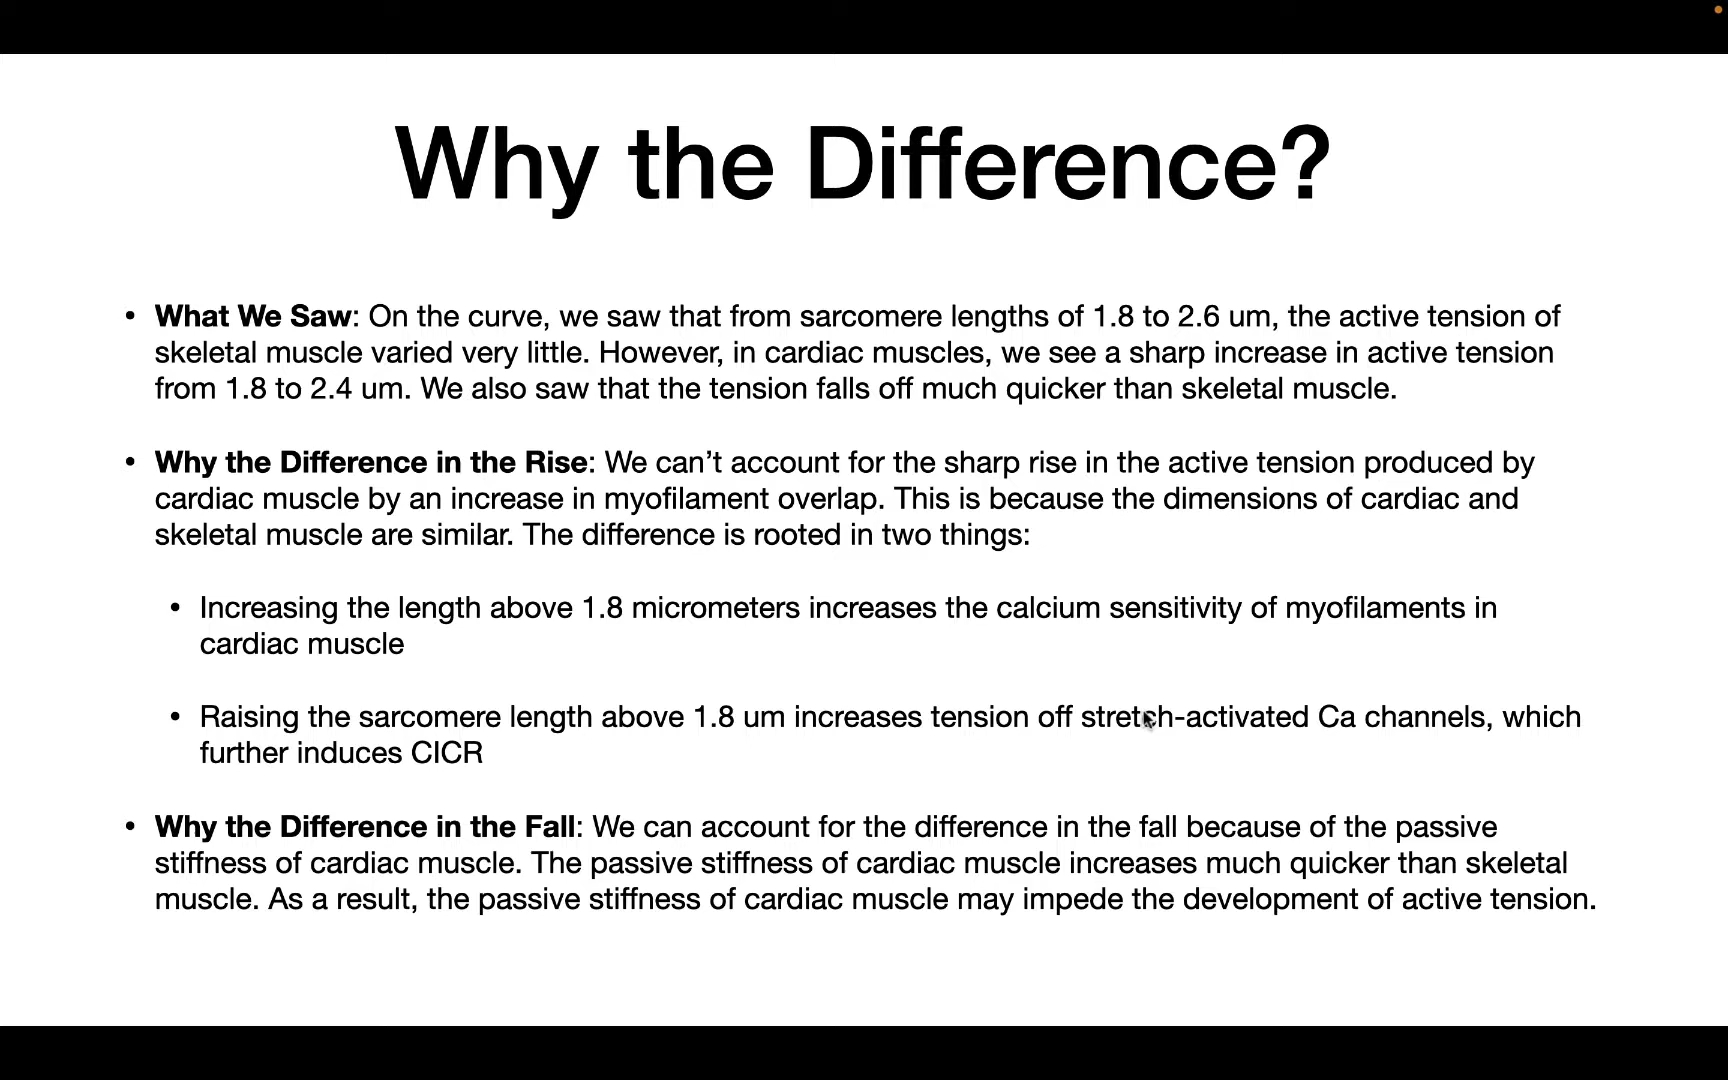 Why the Difference?
• What We Saw: On the curve, we saw that from sarcomere lengths of 1.8 to 2.6 um, the active tension of
skeletal muscle varied very little. However, in cardiac muscles, we see a sharp increase in active tension
from 1.8 to 2.4 um. We also saw that the tension falls off much quicker than skeletal muscle.
• Why the Difference in the Rise: We can’t account for the sharp rise in the active tension produced by
cardiac muscle by an increase in myofilament overlap. This is because the dimensions of cardiac and
skeletal muscle are similar. The difference is rooted in two things:
• Increasing the length above 1.8 micrometers increases the calcium sensitivity of myofilaments in
cardiac muscle
• Raising the sarcomere length above 1.8 um increases tension off stretch-activated Ca channels, which
further induces CICR
• Why the Difference in the Fall: We can account for the difference in the fall because of the passive
stiffness of cardiac muscle. The passive stiffness of cardiac muscle increases much quicker than skeletal
muscle. As a result, the passive stiffness of cardiac muscle may impede the development of active tension.